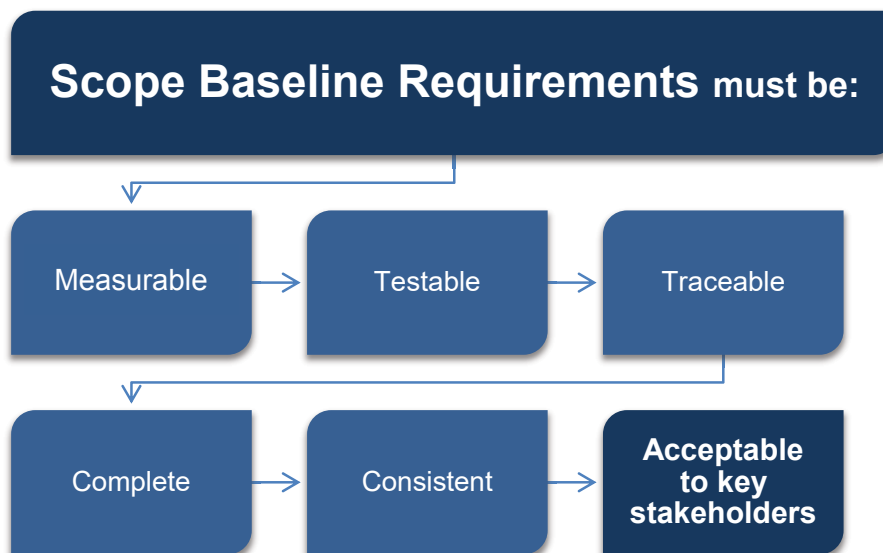 Scope Baseline Requirements must be:
Measurable
Testable
Traceable
Complete
Consistent
Acceptable
to key
stakeholders